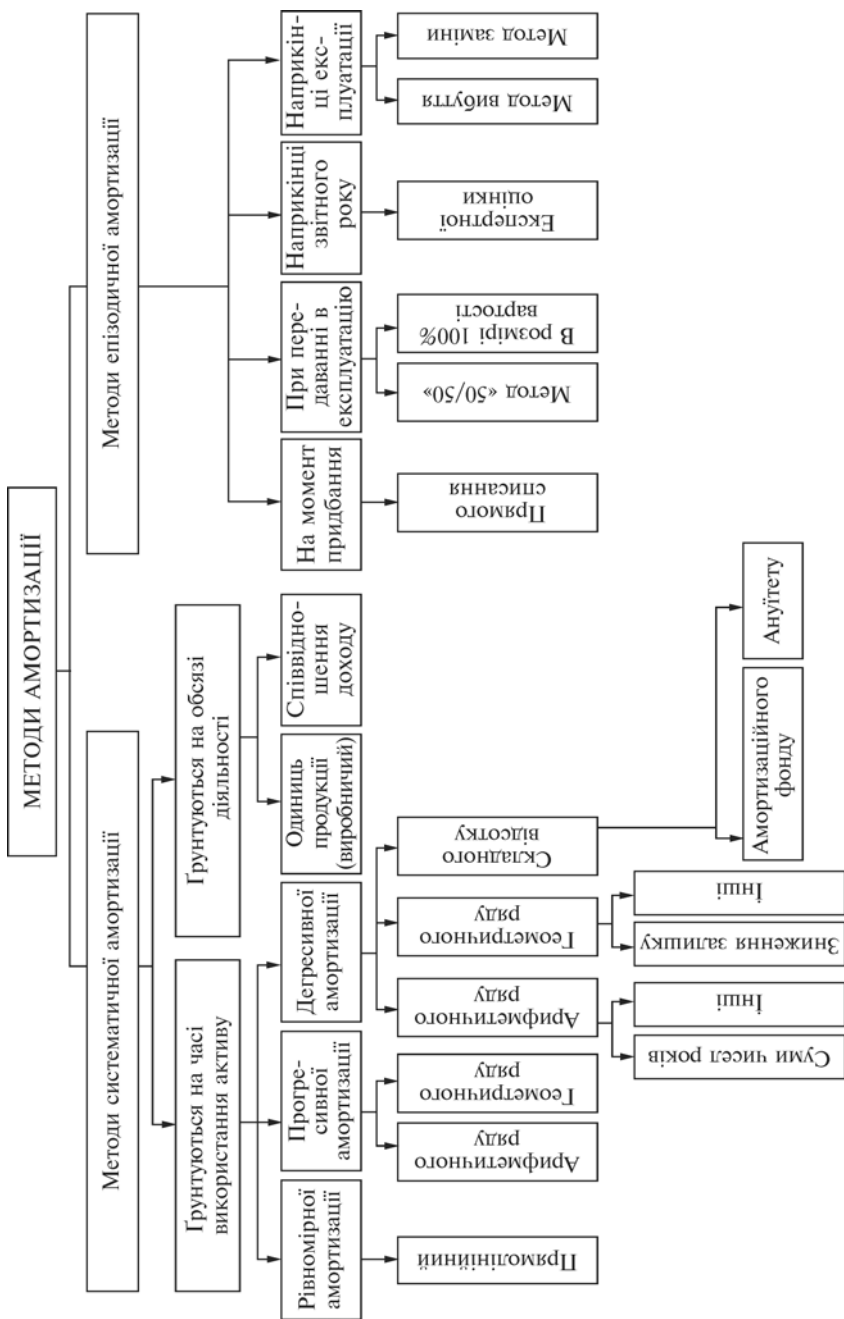 МЕТОДИ АМОРТИЗАЦІЇ
Методи систематичної амортизації
Методи епізодичної амортизації
Ґрунтуються на часі
використання активу
Ґрунтуються на обсязі
діяльності
Рівномірної
амортизації
Прогре-
сивної
амортизації
Дегресивної
амортизації
Одиниць
продукції
(виробничий)
Співвідно-
шення
доходу
На момент
придбання
При пере-
даванні в
експлуатацію
Наприкінці
звітного
року
Наприкін-
ці екс-
плуатації
Прямолінійний
Арифметичного
ряду
Геометричного
ряду
Арифметичного
ряду
Геометричного
ряду
Складного
відсотку
Прямого
списання
Метод «50/50»
В розмірі 100%
вартості
Експертної
оцінки
Метод вибуття
Метод заміни
Суми чисел років
Інші
Зниження залишку
Інші
Амортизаційного
фонду
Ануїтету